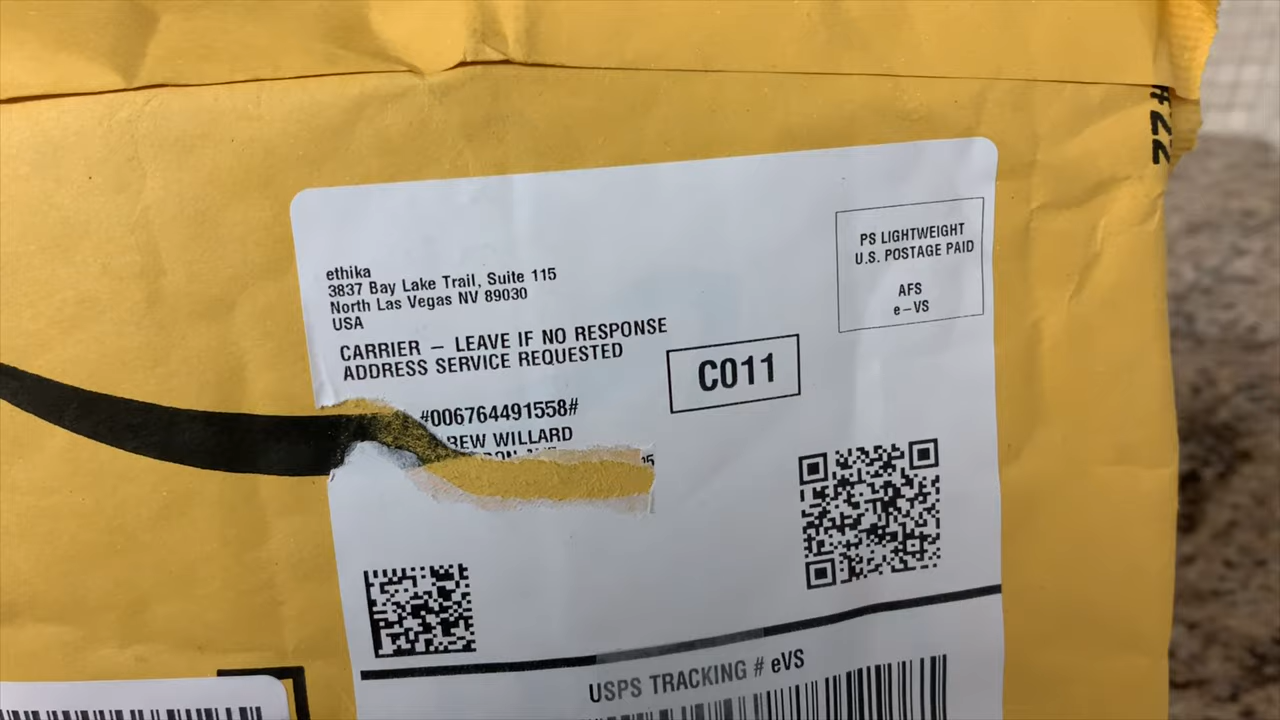 #22
ethika
3837 Bay Lake Trail, Suite 115
North Las Vegas NV 89030
USA
PS LIGHTWEIGHT
U.S. POSTAGE PAID
AFS
e-VS
CARRIER – LEAVE IF NO RESPONSE
ADDRESS SERVICE REQUESTED
C011
#006764491558#
WILLARD
USPS TRACKING # eVS